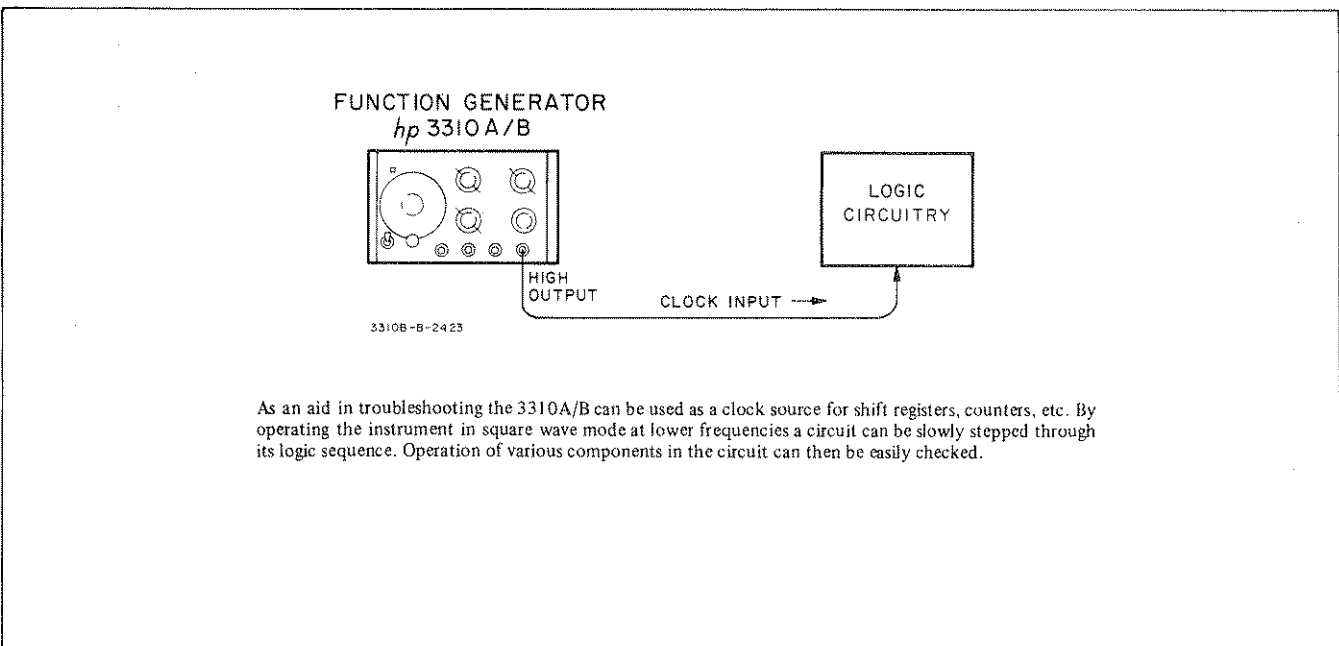 FUNCTION GENERATOR
hp 3310A/B
LOGIC
CIRCUITRY
HIGH
OUTPUT
CLOCK INPUT
3310B-B-2423
As an aid in troubleshooting the 3310A/B can be used as a clock source for shift registers, counters, etc. By
operating the instrument in square wave mode at lower frequencies a circuit can be slowly stepped through
its logic sequence. Operation of various components in the circuit can then be easily checked.